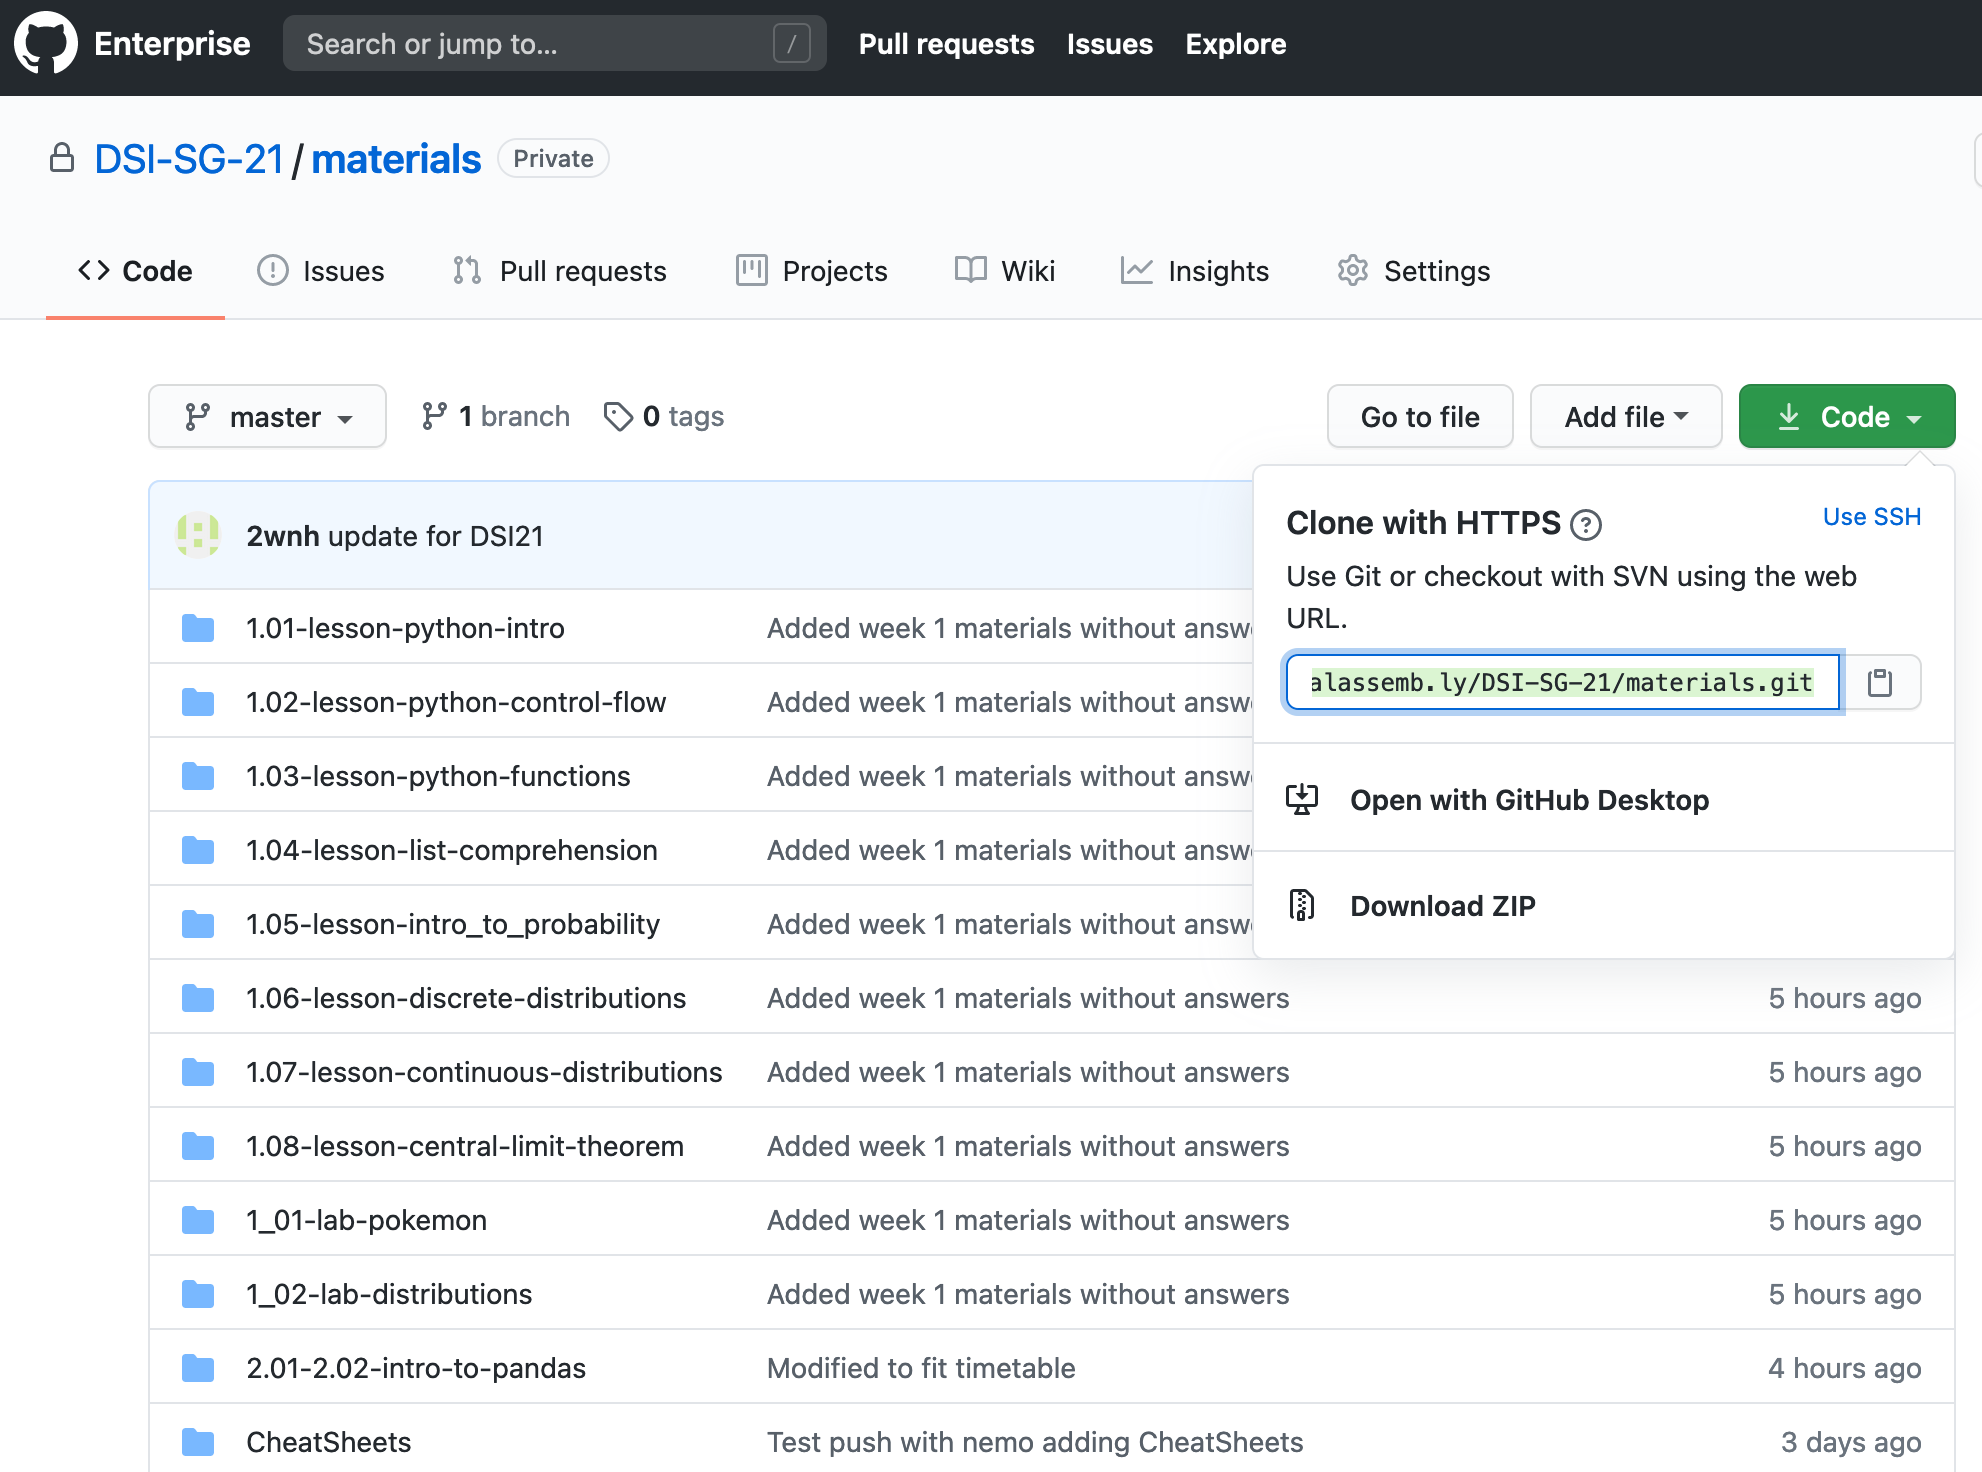 Enterprise Search or jump to... / Pull requests Issues Explore
DSI-SG-21 / materials Private
Code Issues Pull requests Projects Wiki Insights Settings
master 1 branch 0 tags Go to file Add file Code
2wnh update for DSI21
Clone with HTTPS ? Use SSH
Use Git or checkout with SVN using the web
URL.
alassemb.ly/DSI-SG-21/materials.git
Open with GitHub Desktop
Download ZIP
1.01-lesson-python-intro Added week 1 materials without
1.02-lesson-python-control-flow Added week 1 materials without
1.03-lesson-python-functions Added week 1 materials without
1.04-lesson-list-comprehension Added week 1 materials without
1.05-lesson-intro_to_probability Added week 1 materials without
1.06-lesson-discrete-distributions Added week 1 materials without answers 5 hours ago
1.07-lesson-continuous-distributions Added week 1 materials without answers 5 hours ago
1.08-lesson-central-limit-theorem Added week 1 materials without answers 5 hours ago
1_01-lab-pokemon Added week 1 materials without answers 5 hours ago
1_02-lab-distributions Added week 1 materials without answers 5 hours ago
2.01-2.02-intro-to-pandas Modified to fit timetable 4 hours ago
CheatSheets Test push with nemo adding CheatSheets 3 days ago